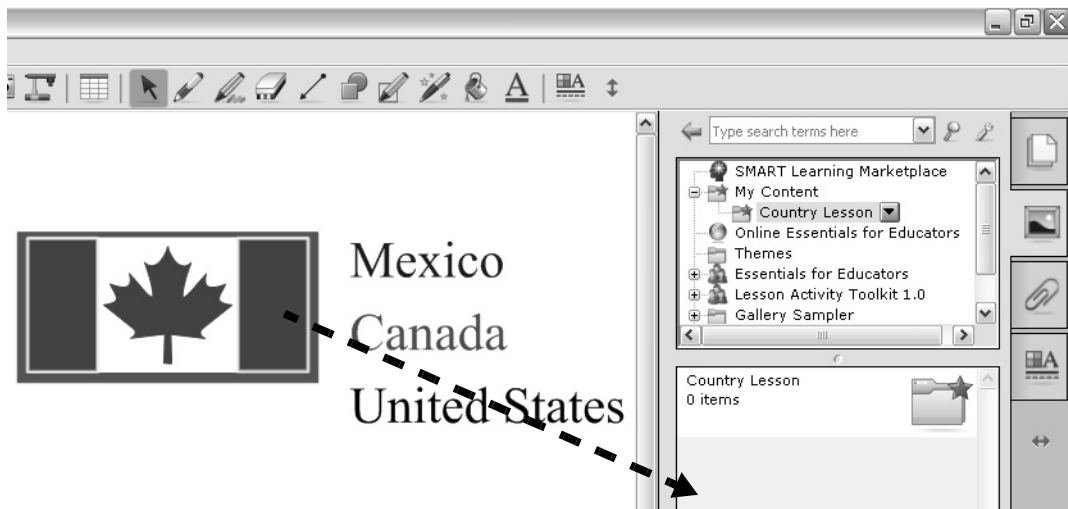 A
A
Type search terms here
SMART Learning Marketplace
My Content
Country Lesson
Online Essentials for Educators
Themes
Essentials for Educators
Lesson Activity Toolkit 1.0
Gallery Sampler
A
Mexico
Canada
United States
Country Lesson
0 items